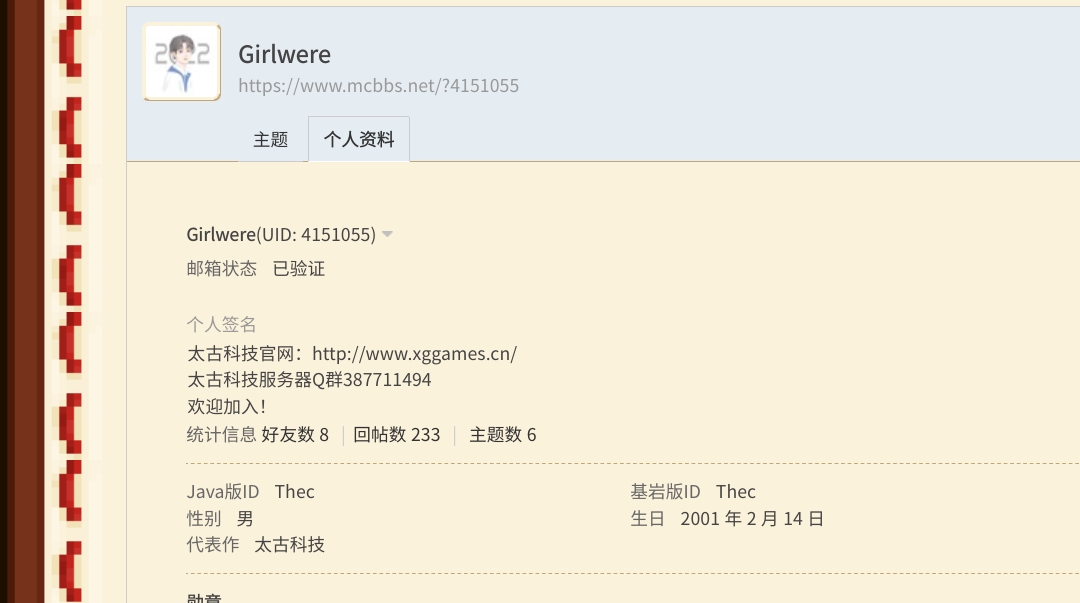 2022
Girlwere
https://www.mcbbs.net/?4151055
主题 个人资料
Girlwere(UID: 4151055)
邮箱状态 已验证
个人签名
太古科技官网：http://www.xggames.cn/
太古科技服务器Q群387711494
欢迎加入！
统计信息 好友数 8 回帖数 233 主题数 6
Java版ID Thec 基岩版ID Thec
性别 男 生日 2001 年 2 月 14 日
代表作 太古科技
勋章